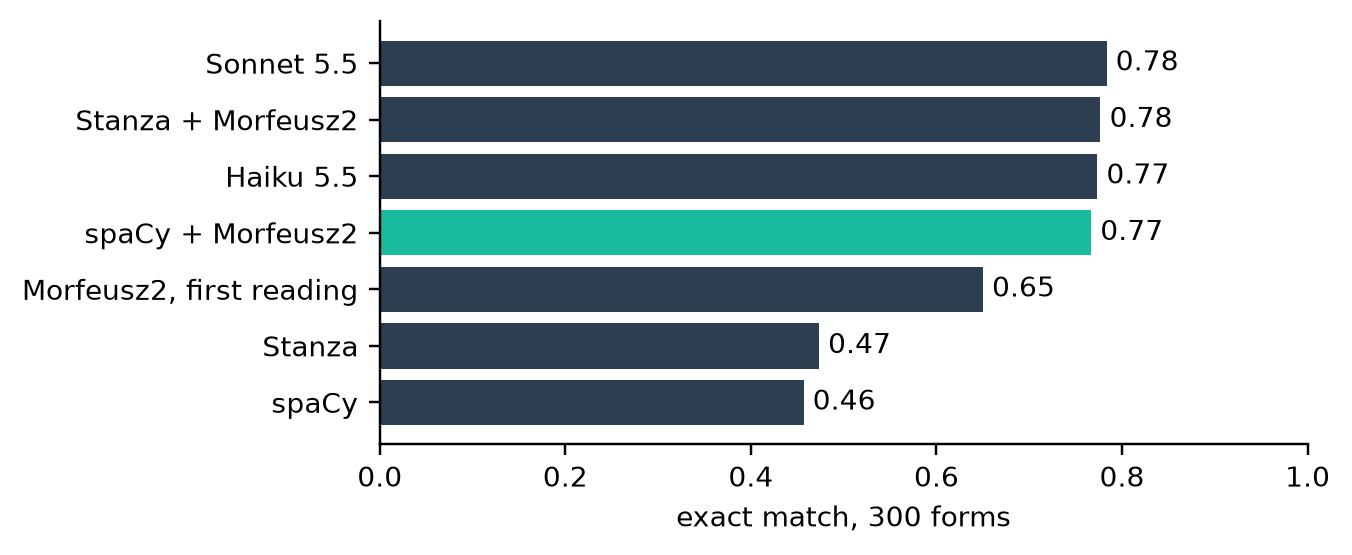 Sonnet 5.5 0.78
Stanza + Morfeusz2 0.78
Haiku 5.5 0.77
spaCy + Morfeusz2 0.77
Morfeusz2, first reading 0.65
Stanza 0.47
spaCy 0.46
0.0 0.2 0.4 0.6 0.8 1.0
exact match, 300 forms